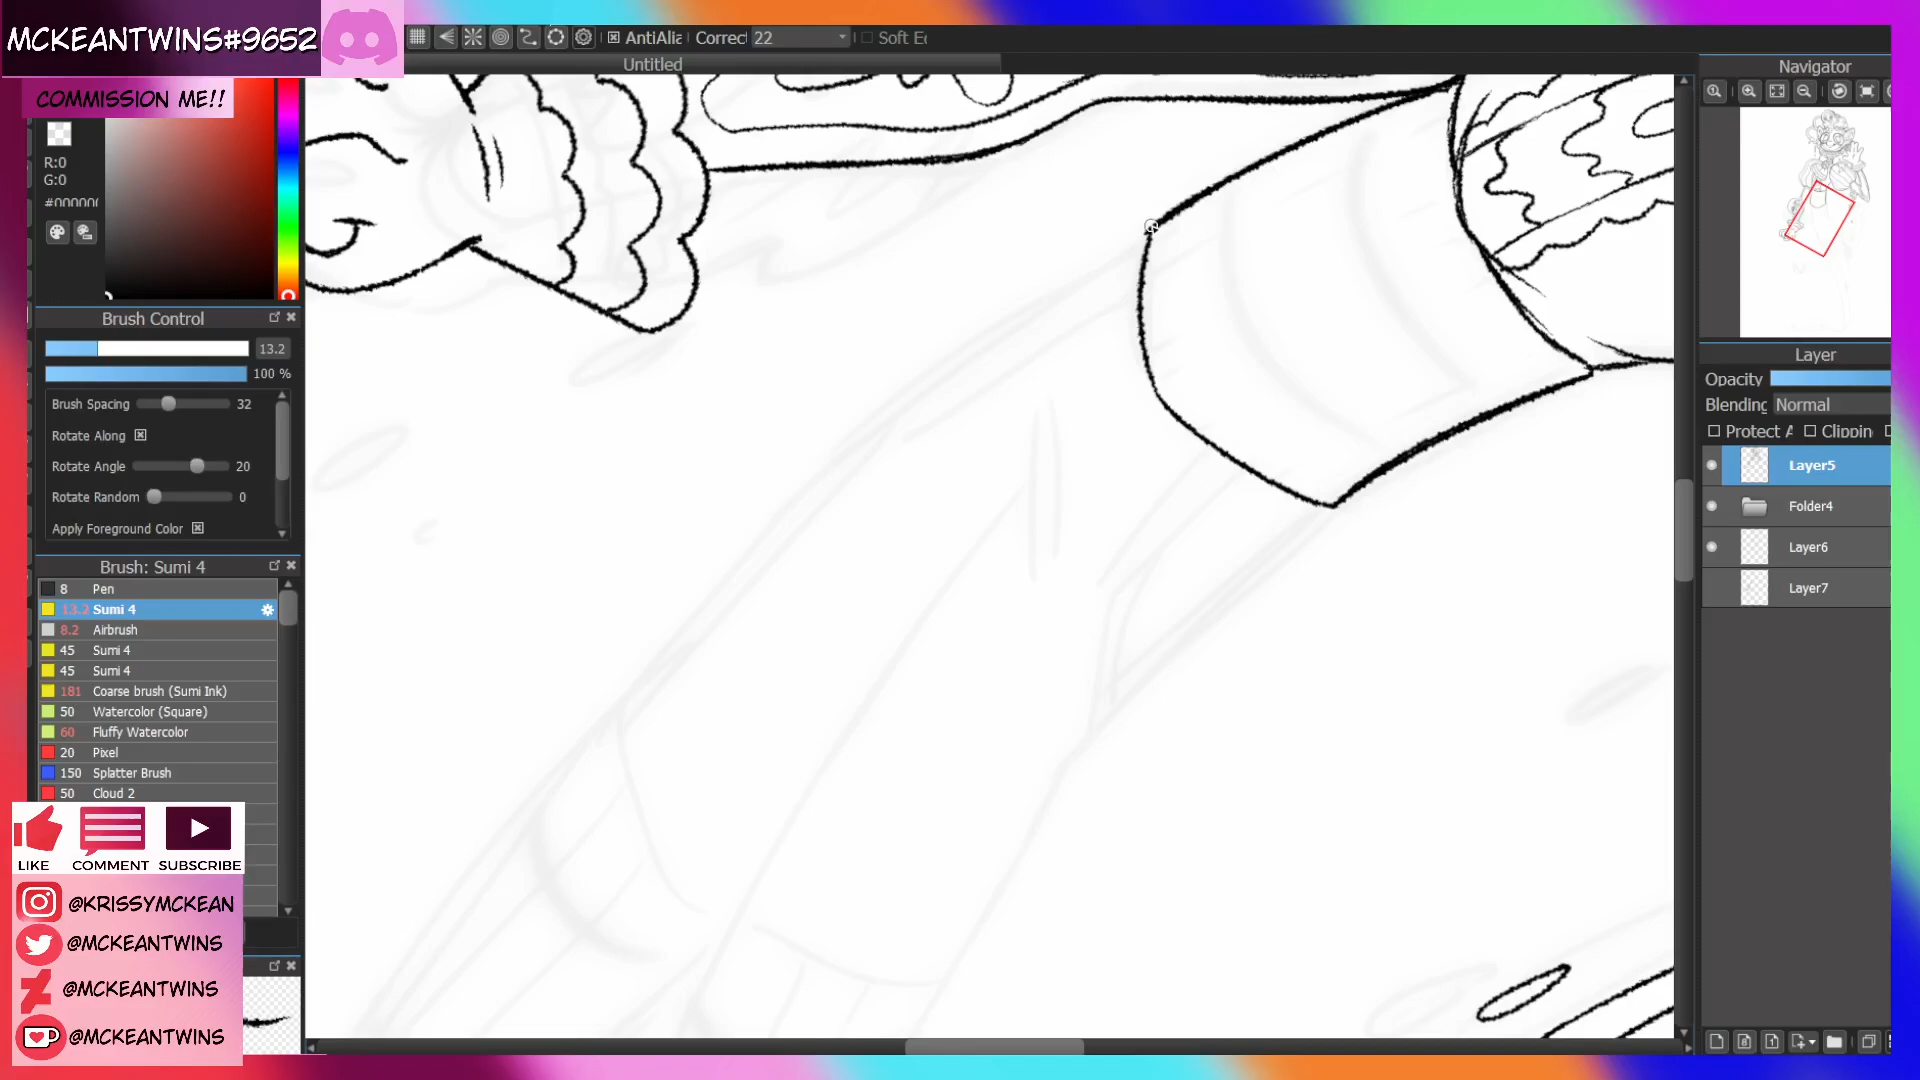 MCKEANTWINS#9652
COMMISSION ME!!
AntiAlia
Correct
22
Soft Ed
Untitled
R:0
G:0
#000000
Brush Control
13.2
100 %
Brush Spacing
32
Rotate Along
Rotate Angle
20
Rotate Random
0
Apply Foreground Color
Brush: Sumi 4
8 Pen
13.2 Sumi 4
8.2 Airbrush
45 Sumi 4
45 Sumi 4
181 Coarse brush (Sumi Ink)
50 Watercolor (Square)
60 Fluffy Watercolor
20 Pixel
150 Splatter Brush
50 Cloud 2
LIKE
COMMENT
SUBSCRIBE
@KRISSYMCKEAN
@MCKEANTWINS
@MCKEANTWINS
@MCKEANTWINS
Navigator
Layer
Opacity
Blending
Normal
Protect A
Clippin
Layer5
Folder4
Layer6
Layer7